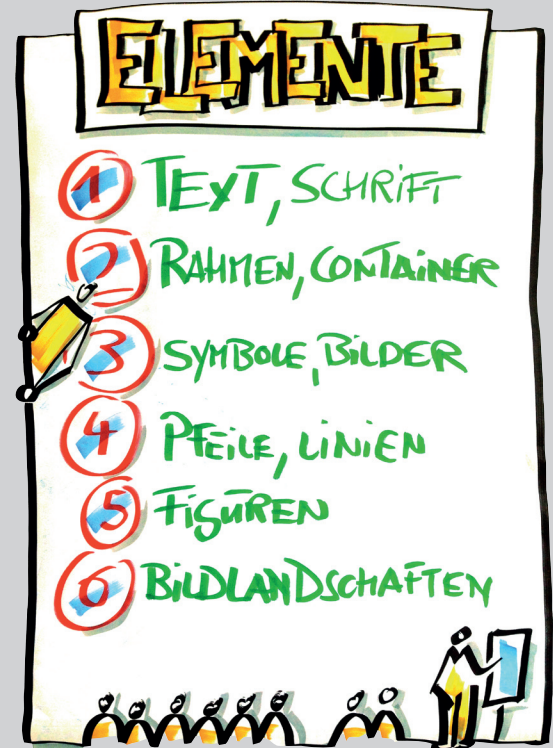 ELEMENTE
1 TEXT, SCHRIFT
2 RAHMEN, CONTAINER
3 SYMBOLE, BILDER
4 PFEILE, LINIEN
5 FIGUREN
6 BILDLANDSCHAFTEN